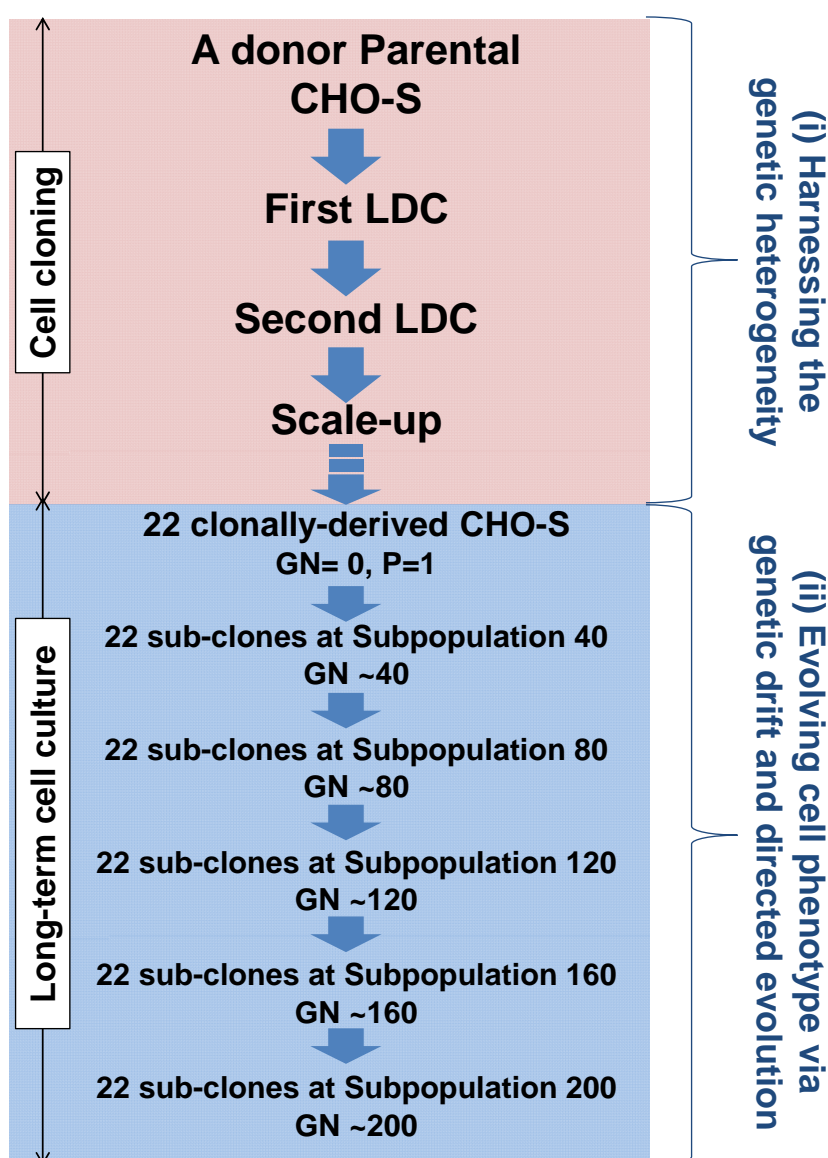 A donor Parental
CHO-S
First LDC
Second LDC
Scale-up
Cell cloning
(i) Harnessing the
genetic heterogeneity
22 clonally-derived CHO-S
GN= 0, P=1
22 sub-clones at Subpopulation 40
GN ~40
22 sub-clones at Subpopulation 80
GN ~80
22 sub-clones at Subpopulation 120
GN ~120
22 sub-clones at Subpopulation 160
GN ~160
22 sub-clones at Subpopulation 200
GN ~200
Long-term cell culture
(ii) Evolving cell phenotype via
genetic drift and directed evolution